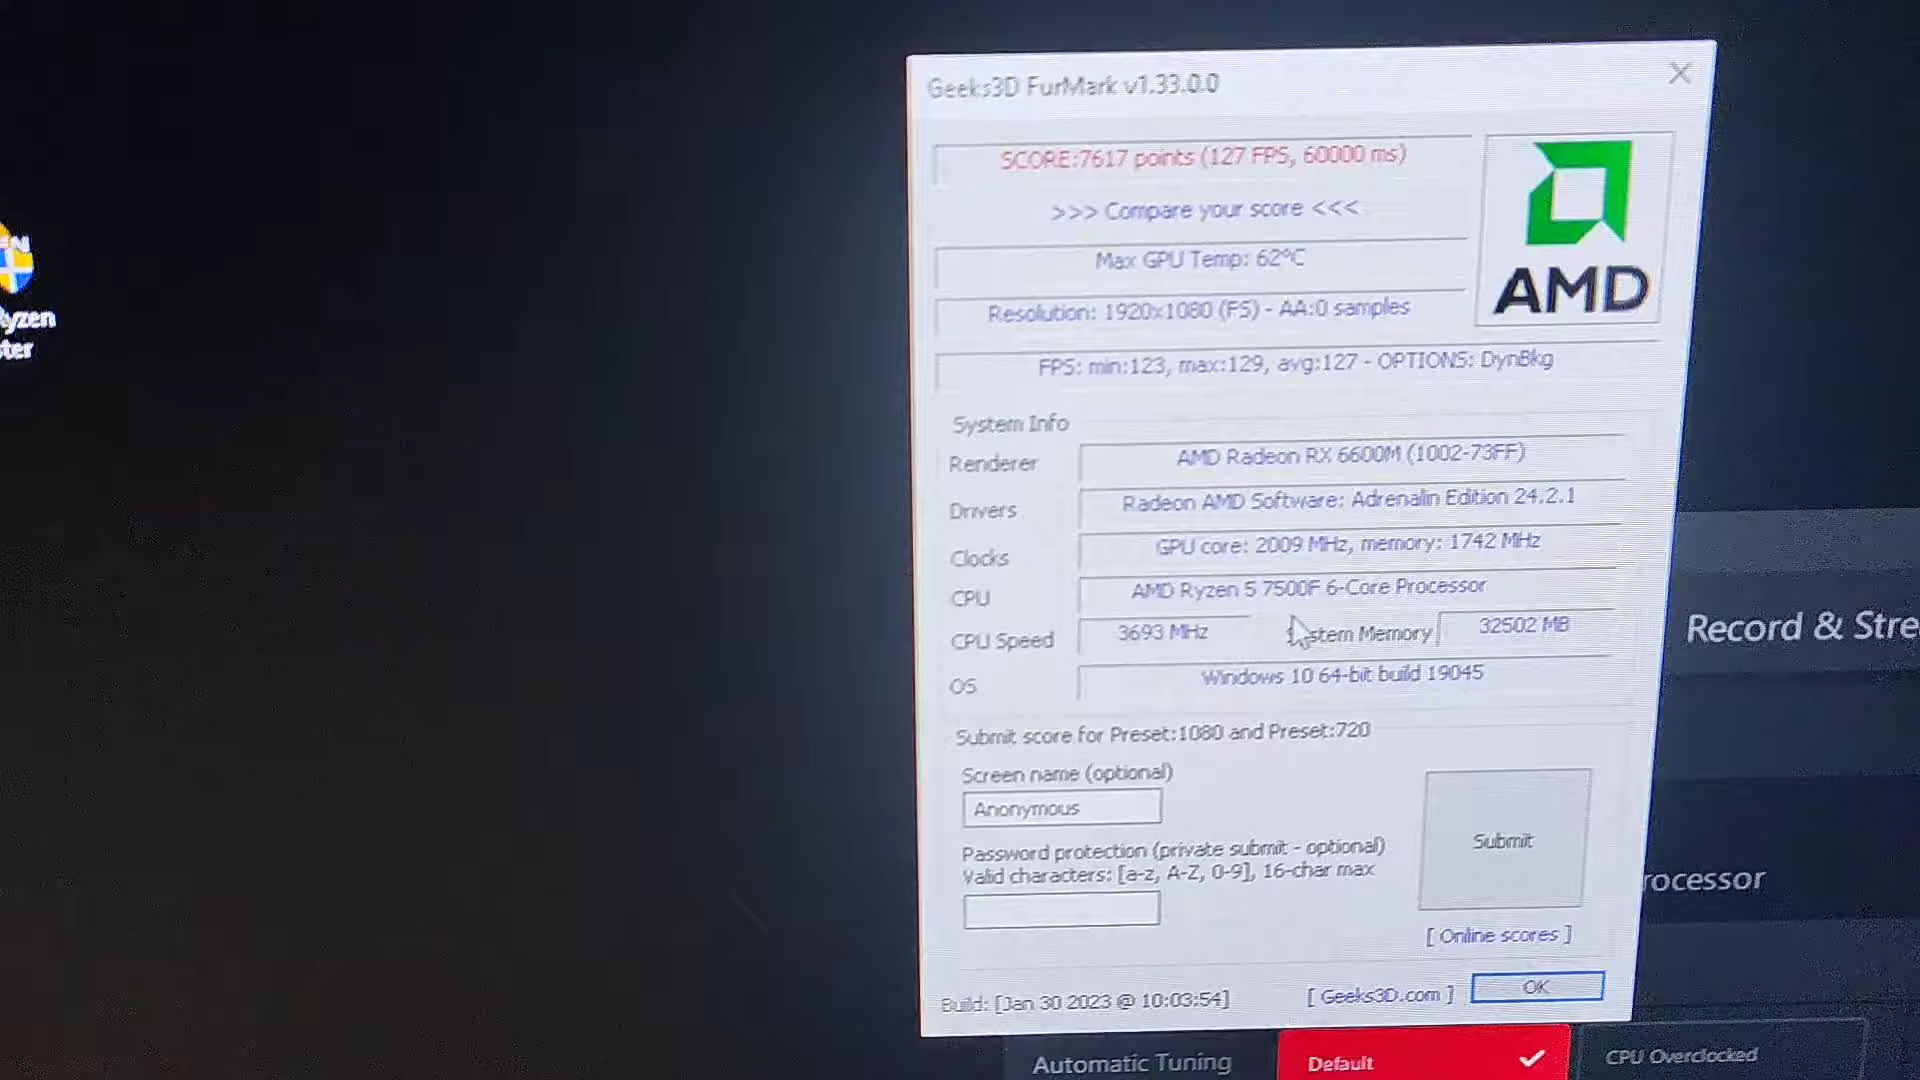 Geeks3D FurMark v1.33.0.0
SCORE:7617 points (127 FPS, 60000 ms)
>>> Compare your score <<<
Max GPU Temp: 62°C
Resolution: 1920x1080 (FS) - AA:0 samples
FPS: min:123, max:129, avg:127 - OPTIONS: DynBkg
AMD
System Info
Renderer AMD Radeon RX 6600M (1002-73FF)
Drivers Radeon AMD Software: Adrenalin Edition 24.2.1
Clocks GPU core: 2009 MHz, memory: 1742 MHz
CPU AMD Ryzen 5 7500F 6-Core Processor
CPU Speed 3693 MHz stem Memory 32502 MB
OS Windows 10 64-bit build 19045
Submit score for Preset:1080 and Preset:720
Screen name (optional)
Anonymous
Password protection (private submit - optional)
Valid characters: [a-z, A-Z, 0-9], 16-char max
Submit
[ Online scores ]
Build: [Jan 30 2023 @ 10:03:54] [ Geeks3D.com ] OK
yzen
ter
Record & Stre
rocessor
Automatic Tuning Default CPU Overclocked